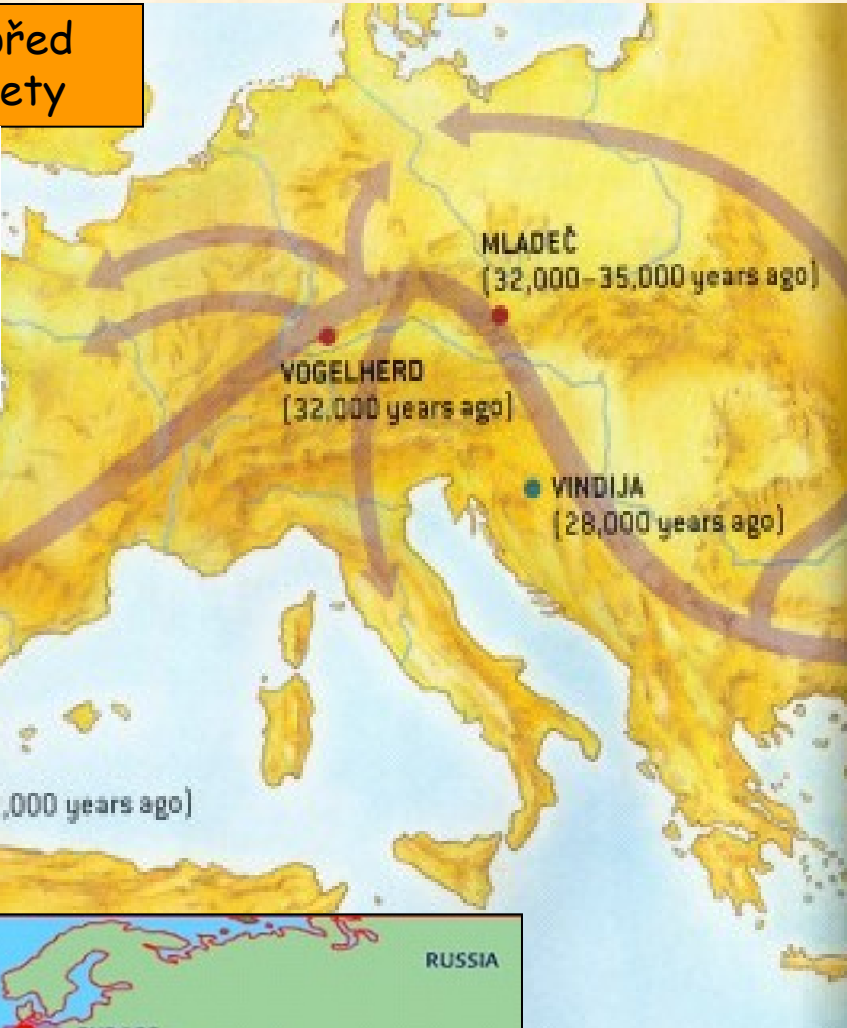 před
ety
MLADEČ
(32,000–35,000 years ago)
VOGELHERD
(32,000 years ago)
VINDIJA
(28,000 years ago)
,000 years ago)
RUSSIA